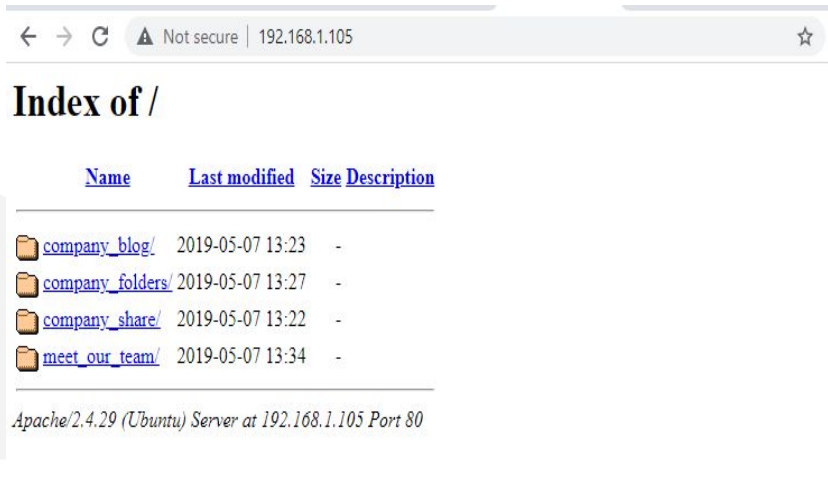 Not secure | 192.168.1.105
Index of /
Name Last modified Size Description
company_blog/ 2019-05-07 13:23 -
company_folders/ 2019-05-07 13:27 -
company_share/ 2019-05-07 13:22 -
meet_our_team/ 2019-05-07 13:34 -
Apache/2.4.29 (Ubuntu) Server at 192.168.1.105 Port 80